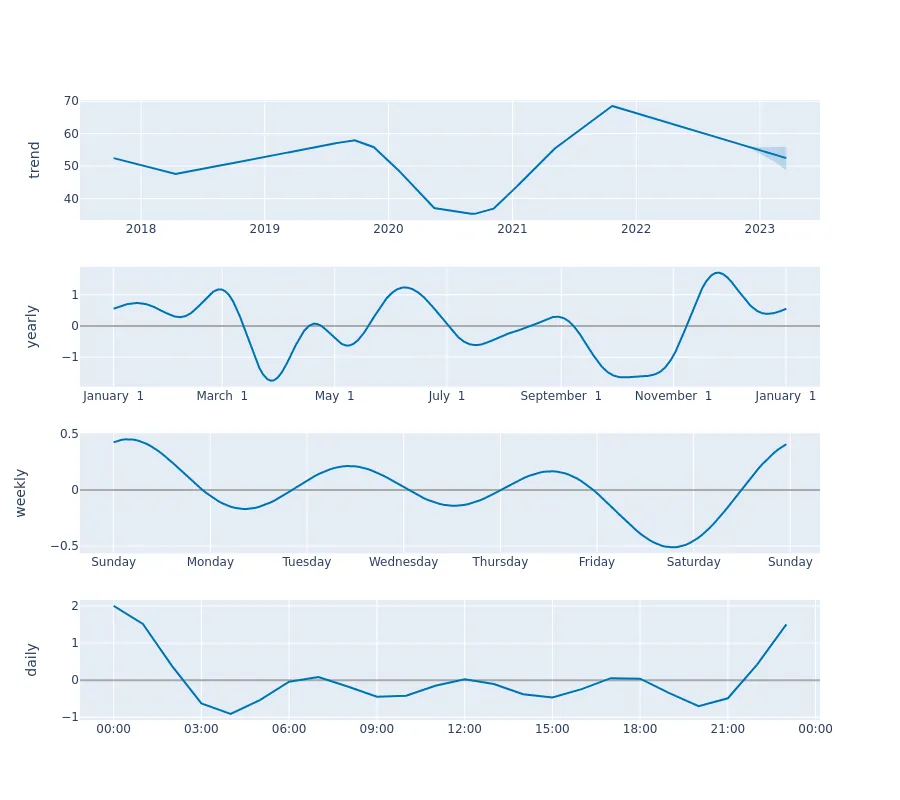 trend
70
60
50
40
2018 2019 2020 2021 2022 2023
yearly
1
0
−1
January 1 March 1 May 1 July 1 September 1 November 1 January 1
weekly
0.5
0
−0.5
Sunday Monday Tuesday Wednesday Thursday Friday Saturday Sunday
daily
2
1
0
−1
00:00 03:00 06:00 09:00 12:00 15:00 18:00 21:00 00:00